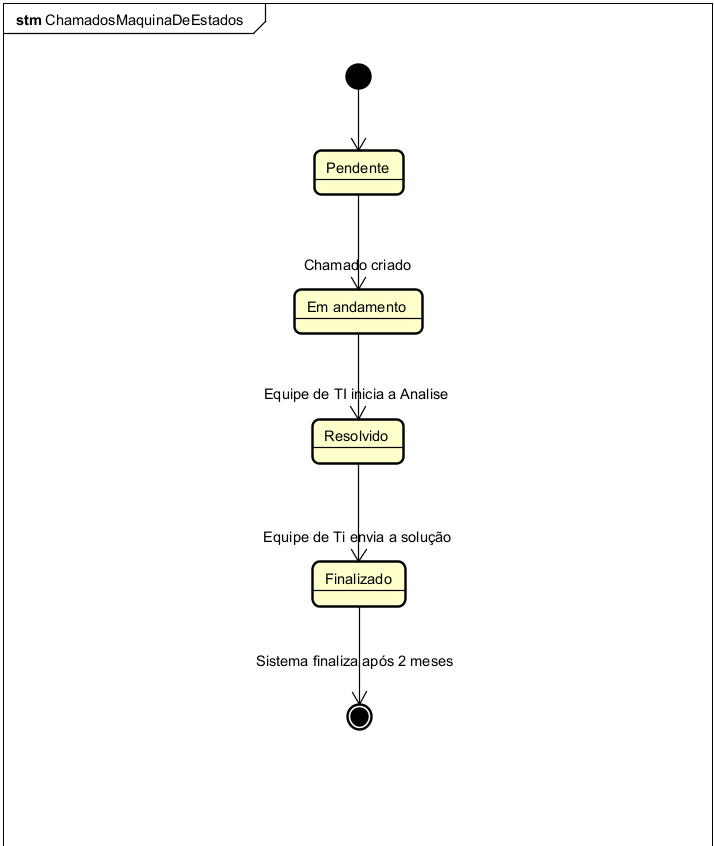 stm ChamadosMaquinaDeEstados
Pendente
Chamado criado
Em andamento
Equipe de TI inicia a Analise
Resolvido
Equipe de Ti envia a solução
Finalizado
Sistema finaliza após 2 meses